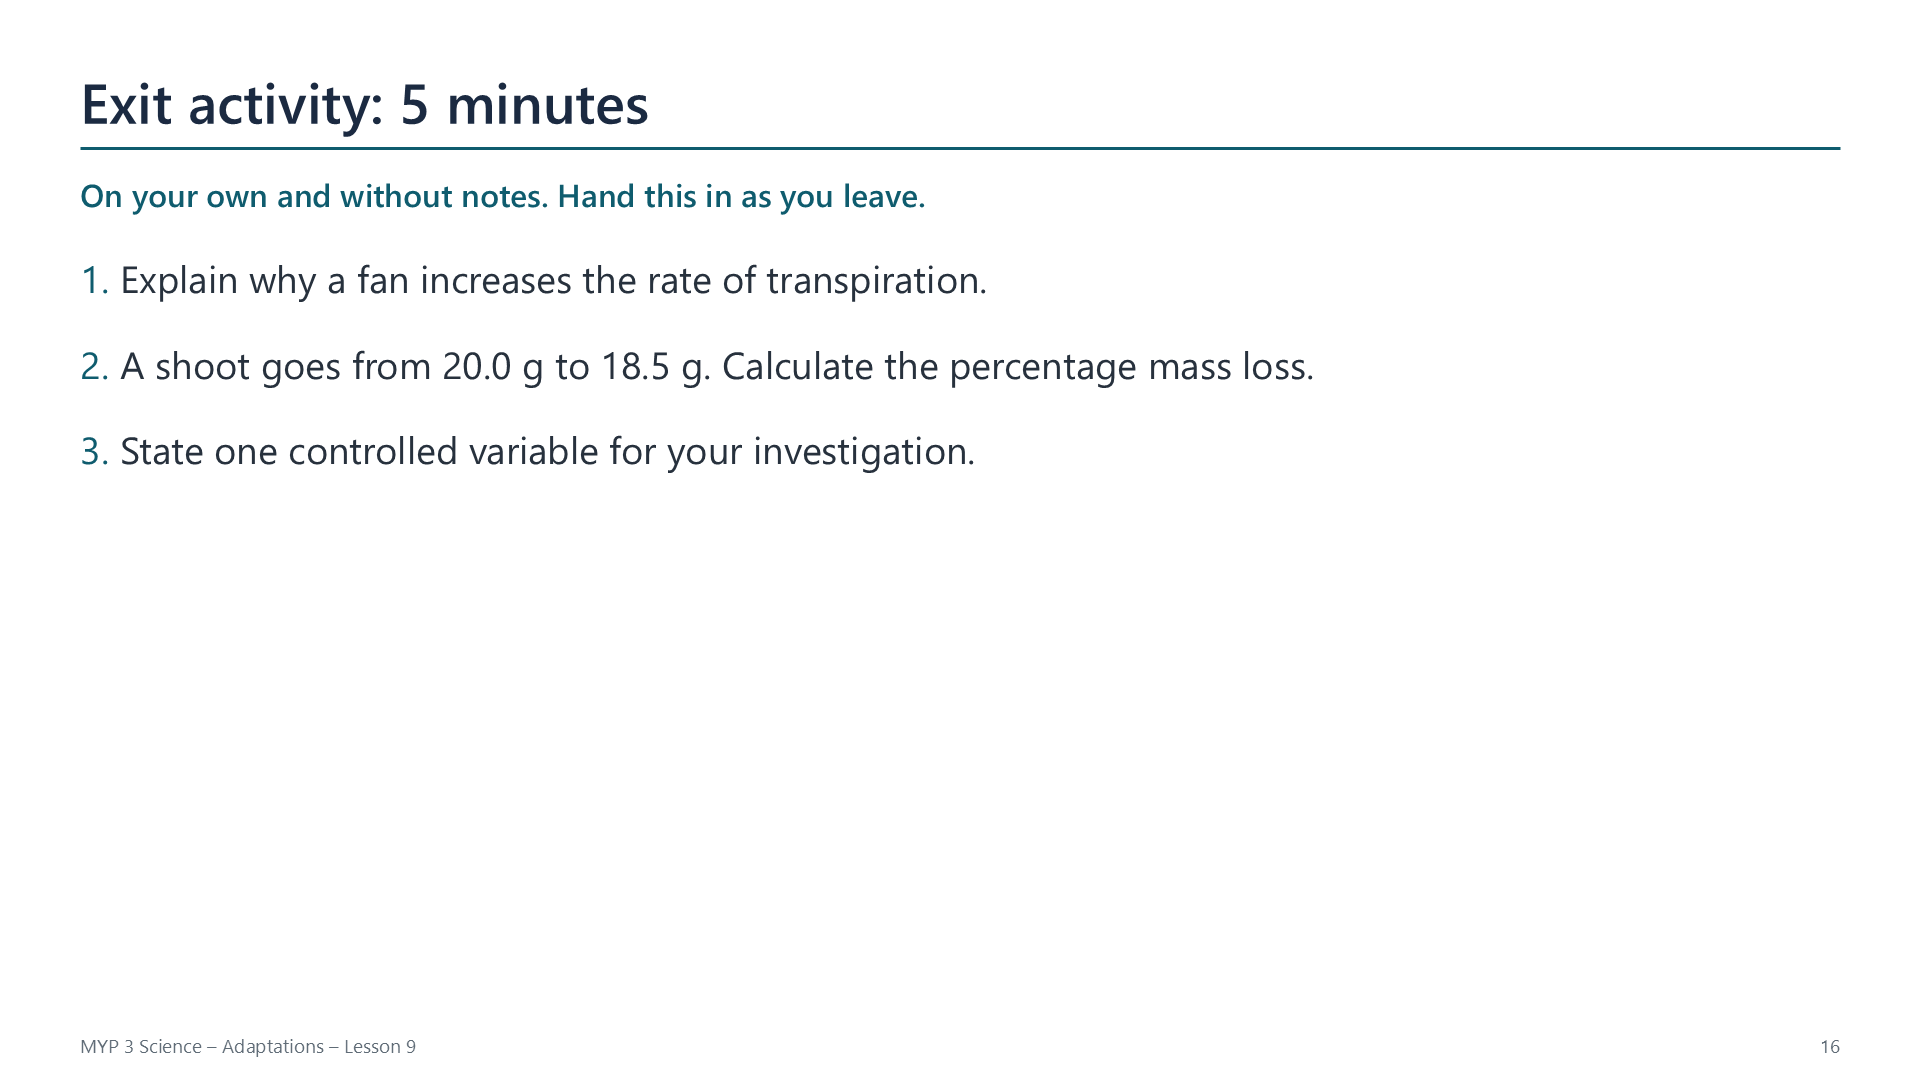 Exit activity: 5 minutes
On your own and without notes. Hand this in as you leave.
1. Explain why a fan increases the rate of transpiration.
2. A shoot goes from 20.0 g to 18.5 g. Calculate the percentage mass loss.
3. State one controlled variable for your investigation.
MYP 3 Science – Adaptations – Lesson 9
16